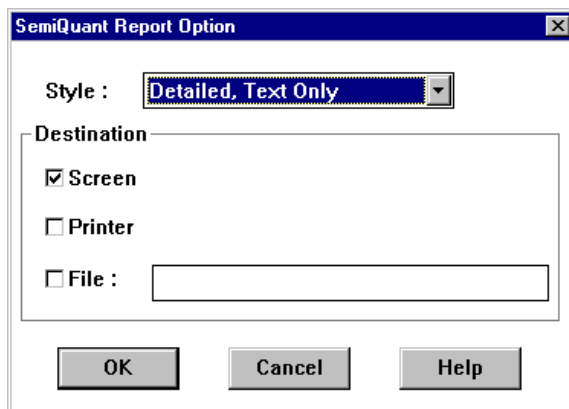 SemiQuant Report Option
Style : Detailed, Text Only
Destination
Screen
Printer
File :
OK Cancel Help